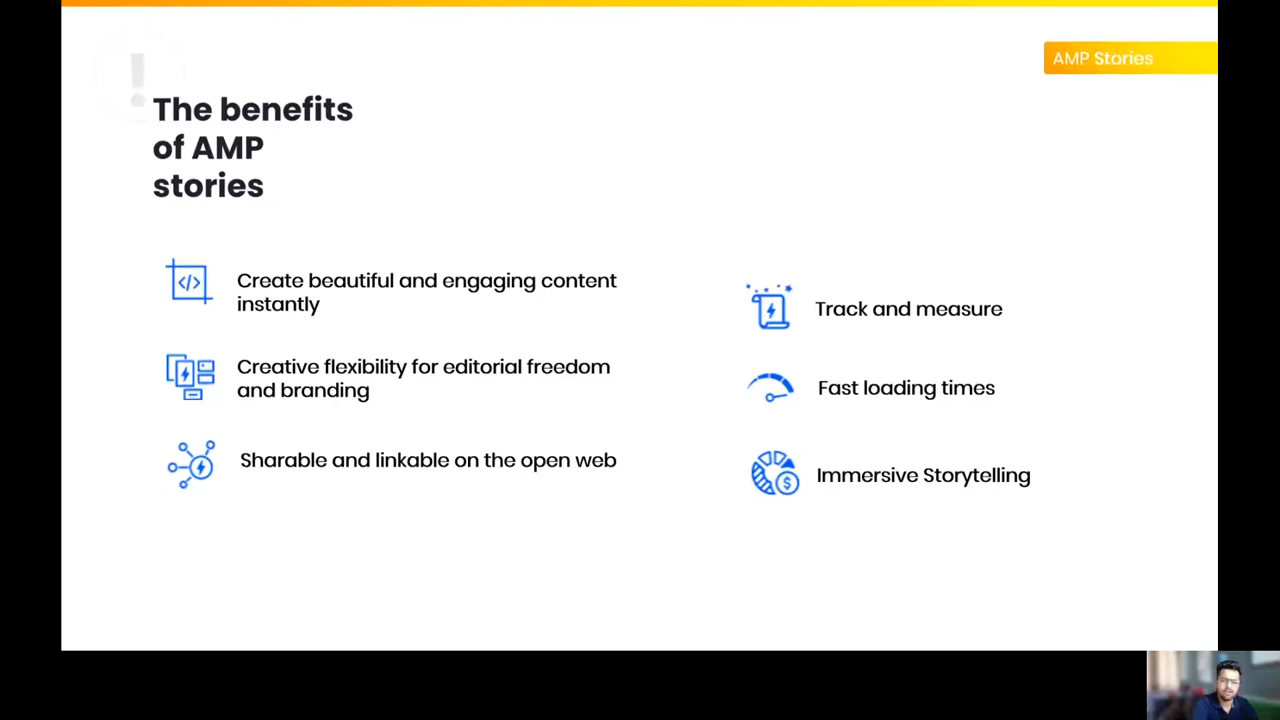 AMP Stories
The benefits
of AMP
stories
Create beautiful and engaging content
instantly
Creative flexibility for editorial freedom
and branding
Sharable and linkable on the open web
Track and measure
Fast loading times
Immersive Storytelling